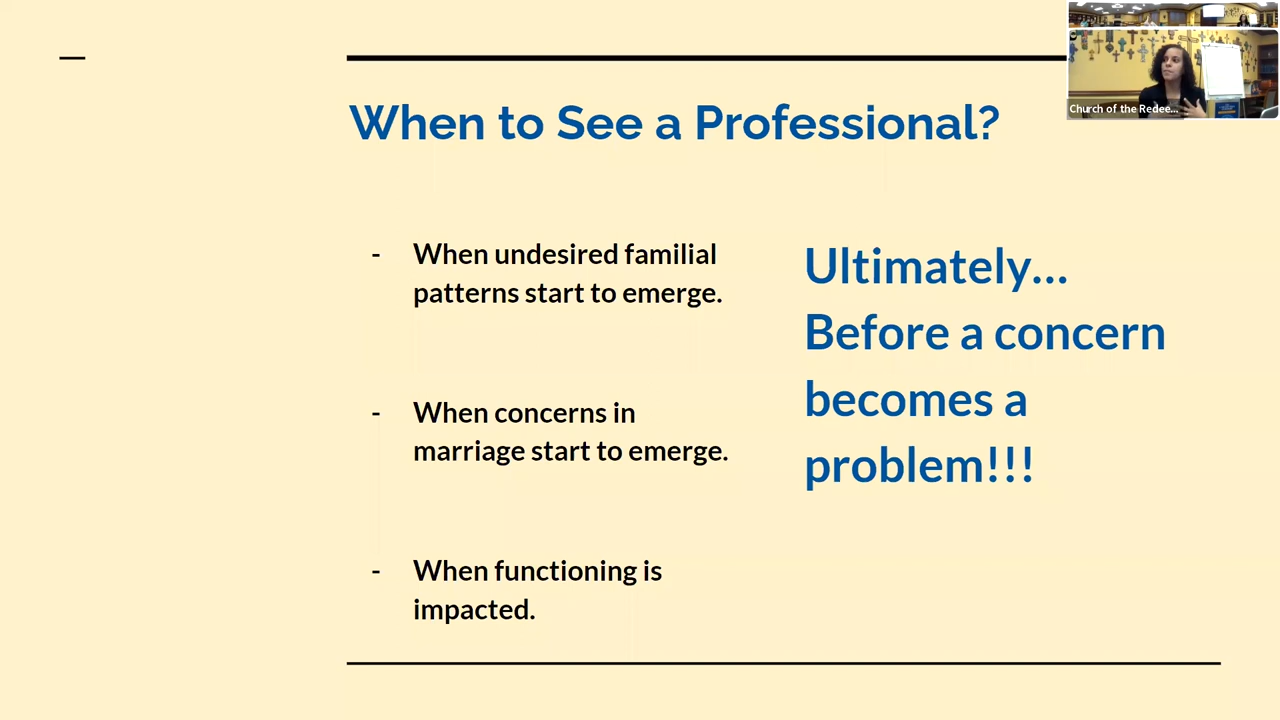 When to See a Professional?
- When undesired familial
patterns start to emerge.
- When concerns in
marriage start to emerge.
- When functioning is
impacted.
Ultimately...
Before a concern
becomes a
problem!!!
Church of the Redee...